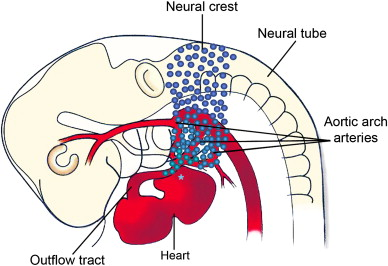 Neural crest
Neural tube
Aortic arch
arteries
Outflow tract
Heart